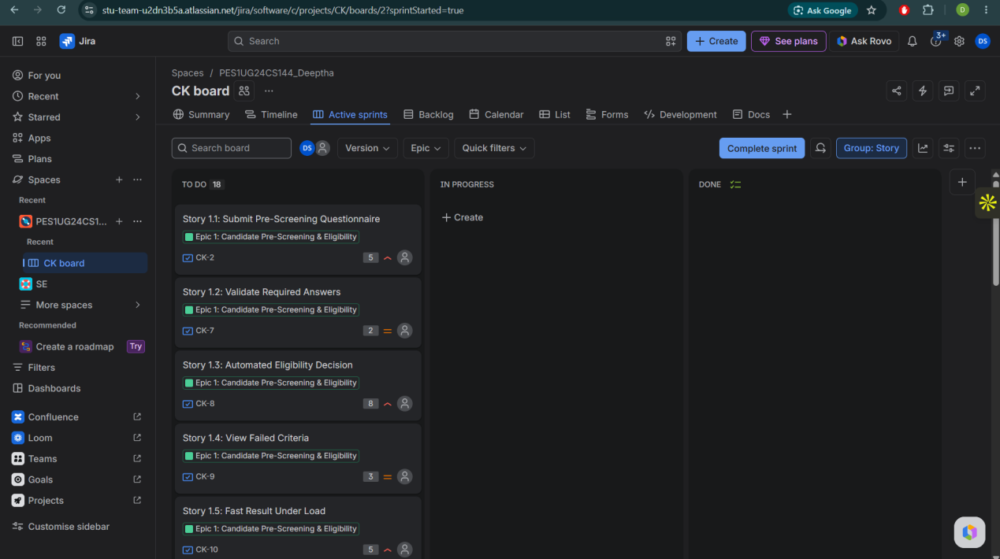 stu-team-u2dn3b5a.atlassian.net/jira/software/c/projects/CK/boards/2?sprintStarted=true
Ask Google
D
Jira
Search
Create
See plans
Ask Rovo
3+
DS
For you
Recent
Starred
Apps
Plans
Spaces
Recent
PES1UG24CS1...
Recent
CK board
SE
More spaces
Recommended
Create a roadmap
Try
Filters
Dashboards
Confluence
Loom
Teams
Goals
Projects
Customise sidebar
Spaces / PES1UG24CS144_Deeptha
CK board
Summary
Timeline
Active sprints
Backlog
Calendar
List
Forms
Development
Docs
Search board
DS
Version
Epic
Quick filters
Complete sprint
Group: Story
TO DO 18
Story 1.1: Submit Pre-Screening Questionnaire
Epic 1: Candidate Pre-Screening & Eligibility
CK-2
5
Story 1.2: Validate Required Answers
Epic 1: Candidate Pre-Screening & Eligibility
CK-7
2
Story 1.3: Automated Eligibility Decision
Epic 1: Candidate Pre-Screening & Eligibility
CK-8
8
Story 1.4: View Failed Criteria
Epic 1: Candidate Pre-Screening & Eligibility
CK-9
3
Story 1.5: Fast Result Under Load
Epic 1: Candidate Pre-Screening & Eligibility
CK-10
5
IN PROGRESS
Create
DONE